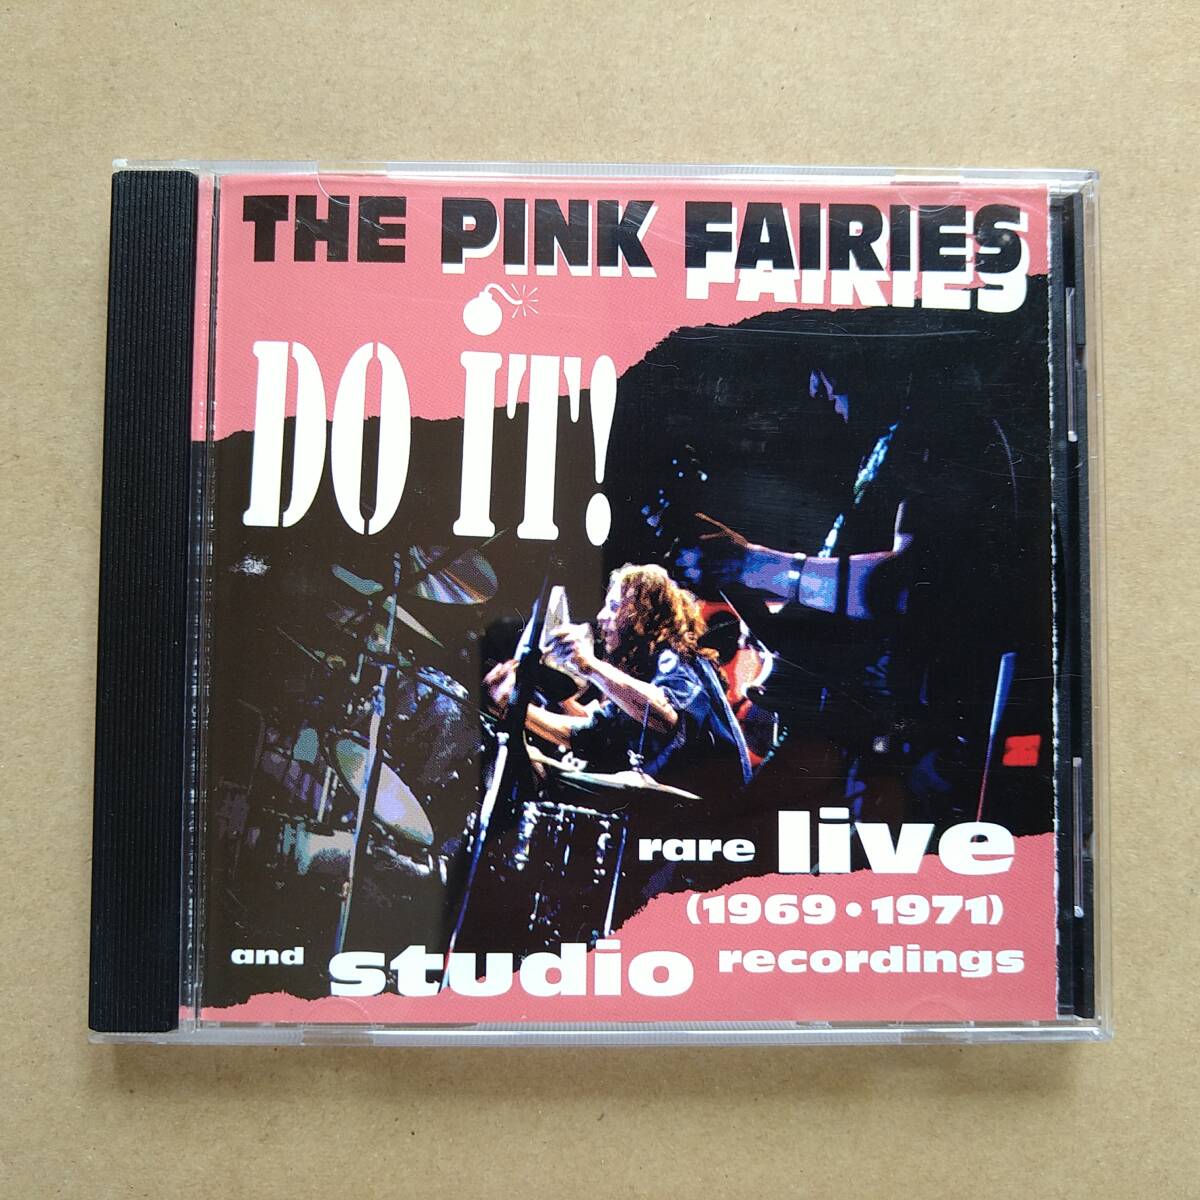 THE PINK FAIRIES
DO IT!
rare live
(1969 • 1971)
and studio recordings